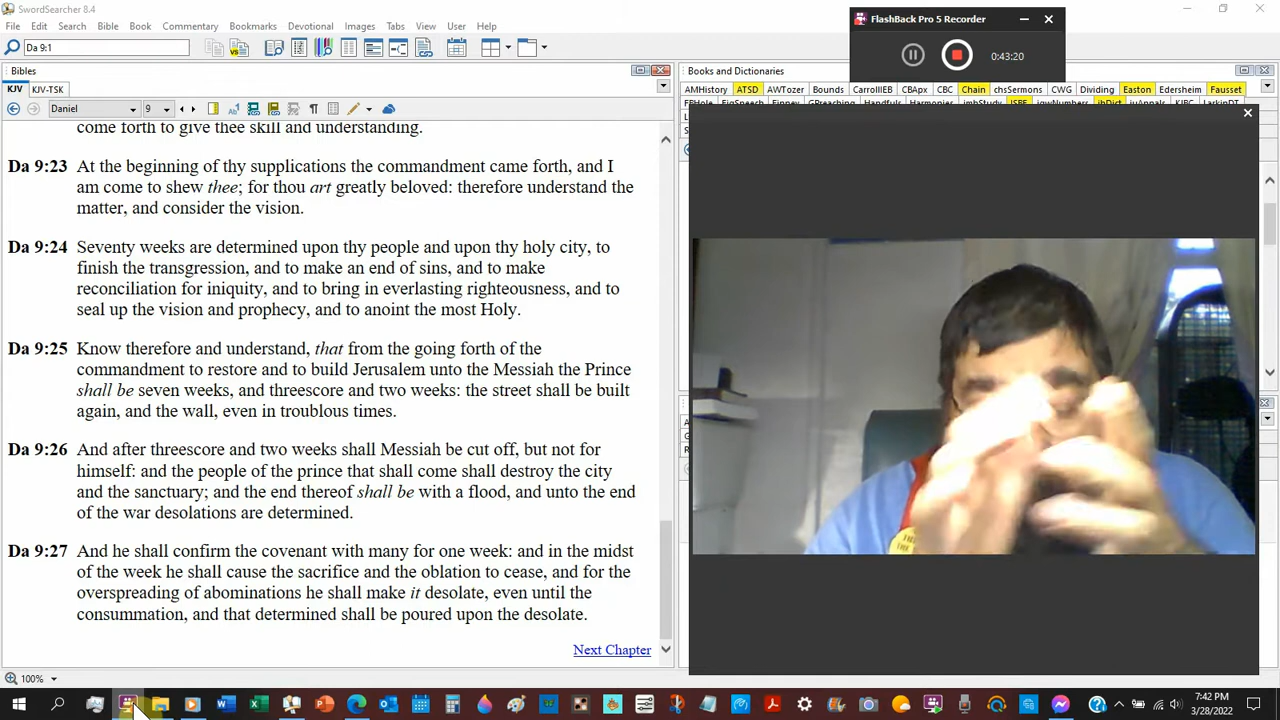 SwordSearcher 8.4
File Edit Search Book Commentary Bookmarks Devotional Images Tabs View User Help
Da 9:1
FlashBack Pro 5 Recorder
0:43:20
Bibles
KJV KJV-TSK
Daniel 9
come forth to give thee skill and understanding.
Da 9:23 At the beginning of thy supplications the commandment came forth, and I
am come to shew thee; for thou art greatly beloved: therefore understand the
matter, and consider the vision.
Da 9:24 Seventy weeks are determined upon thy people and upon thy holy city, to
finish the transgression, and to make an end of sins, and to make
reconciliation for iniquity, and to bring in everlasting righteousness, and to
seal up the vision and prophecy, and to anoint the most Holy.
Da 9:25 Know therefore and understand, that from the going forth of the
commandment to restore and to build Jerusalem unto the Messiah the Prince
shall be seven weeks, and threescore and two weeks: the street shall be built
again, and the wall, even in troublous times.
Da 9:26 And after threescore and two weeks shall Messiah be cut off, but not for
himself: and the people of the prince that shall come shall destroy the city
and the sanctuary; and the end thereof shall be with a flood, and unto the end
of the war desolations are determined.
Da 9:27 And he shall confirm the covenant with many for one week: and in the midst
of the week he shall cause the sacrifice and the oblation to cease, and for the
overspreading of abominations he shall make it desolate, even until the
consummation, and that determined shall be poured upon the desolate.
Next Chapter
100%
Books and Dictionaries
AMHistory ATSD AWTozer Bounds CarrollEB CBApx CBC Chain chsSermons CWG Dividing Easton Edersheim Fausset
7:42 PM
3/28/2022